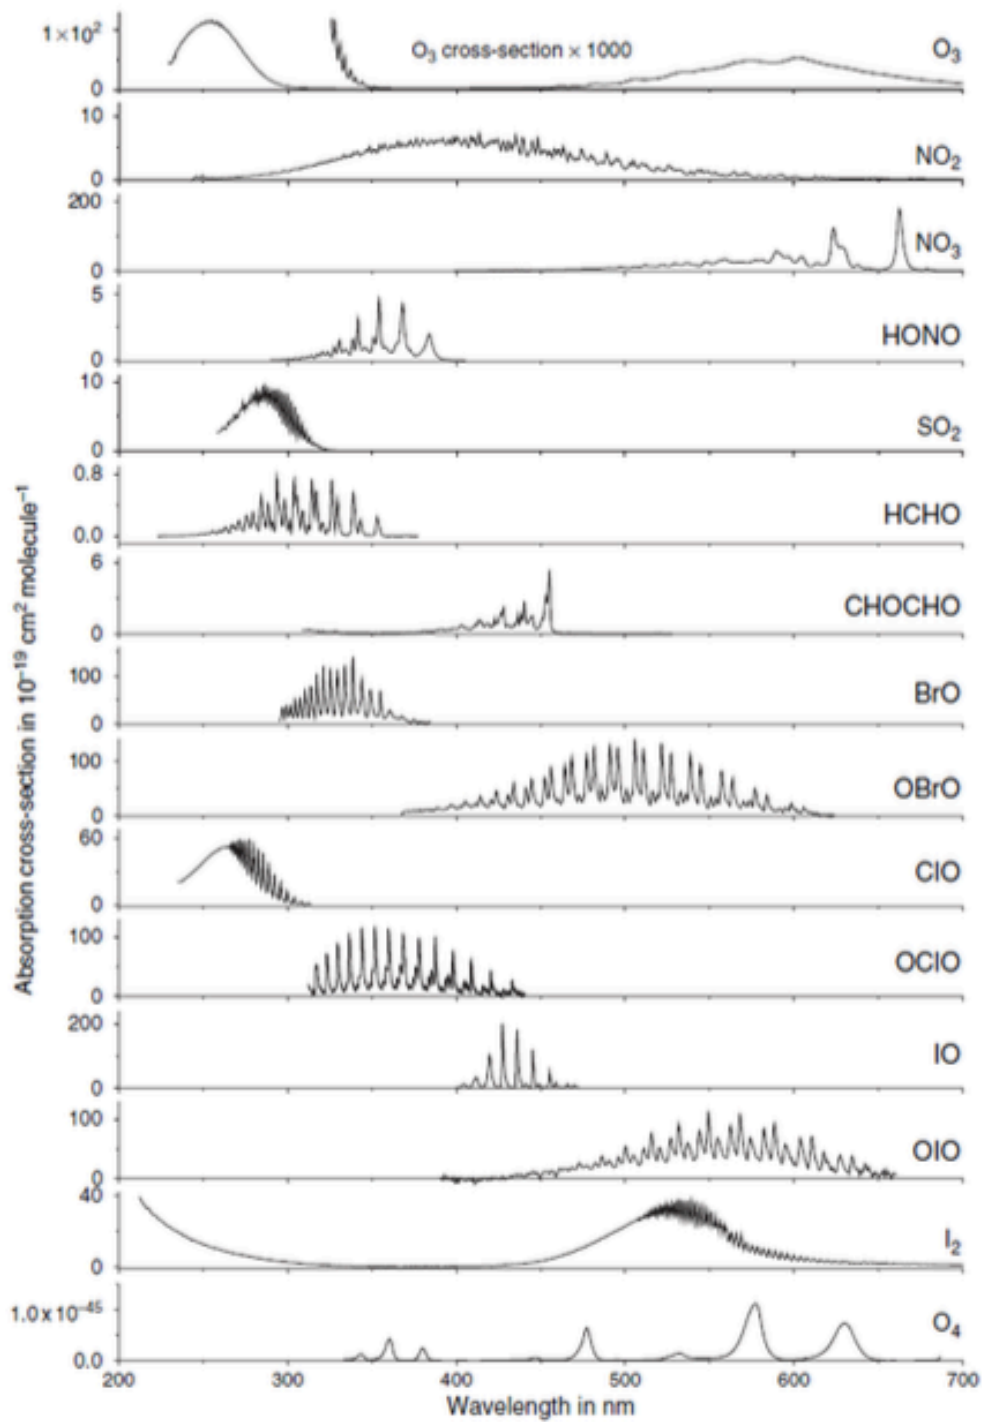 1×10²
0
O₃ cross-section × 1000
O₃
10
0
NO₂
200
0
NO₃
5
0
HONO
10
0
SO₂
0.8
0.0
HCHO
6
0
CHOCHO
100
0
BrO
100
0
OBrO
60
0
ClO
100
0
OClO
200
0
IO
100
0
OIO
40
0
I₂
1.0x10⁻⁴⁵
0.0
O₄
200 300 400 500 600 700
Wavelength in nm
Absorption cross-section in 10⁻¹⁹ cm² molecule⁻¹